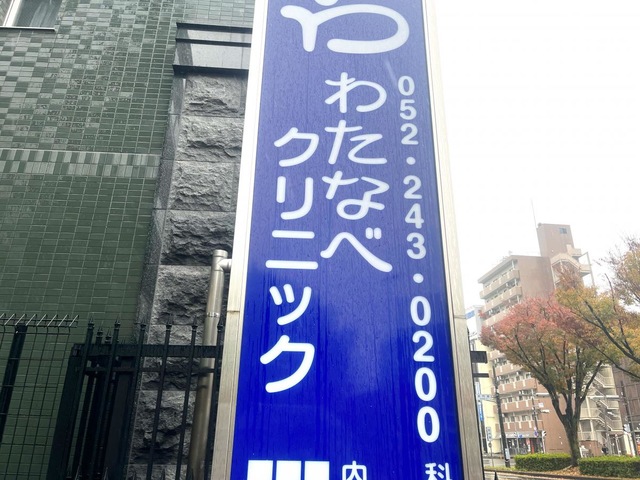 052・243・0200
わたなべ
クリニック
内
科